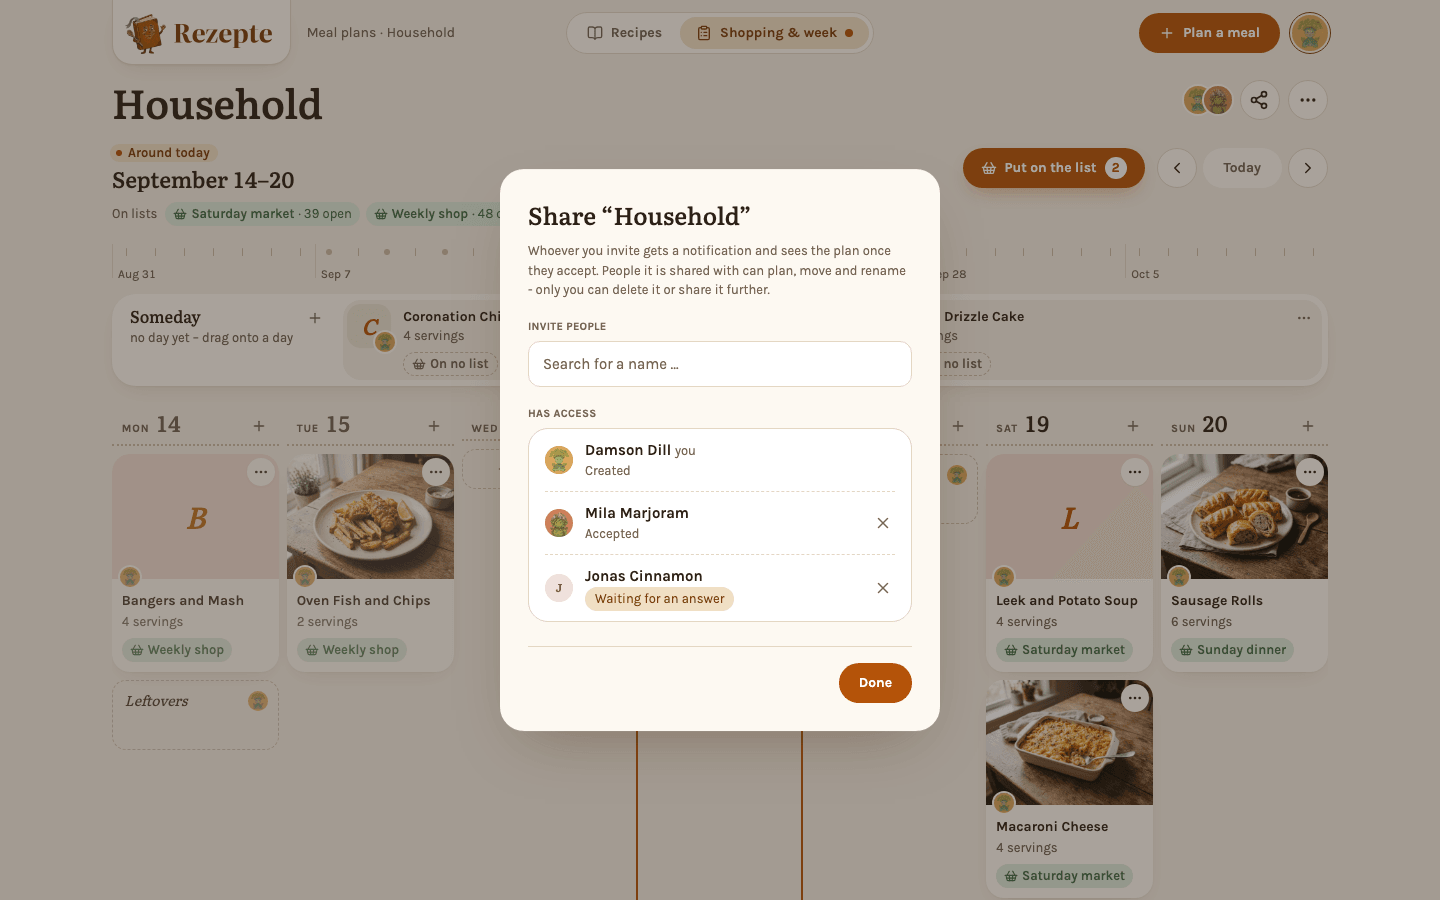 Rezepte
Meal plans · Household
Recipes
Shopping & week
Plan a meal
Household
Around today
September 14–20
Put on the list 2
Today
On lists
Saturday market · 39 open
Weekly shop · 48
Aug 31
Sep 7
28
Oct 5
Someday
no day yet – drag onto a day
C
Coronation
4 servings
On no list
Drizzle Cake
no list
Share “Household”
Whoever you invite gets a notification and sees the plan once
they accept. People it is shared with can plan, move and rename
- only you can delete it or share it further.
INVITE PEOPLE
Search for a name ...
HAS ACCESS
Damson Dill you
Created
Mila Marjoram
Accepted
J
Jonas Cinnamon
Waiting for an answer
Done
MON 14
TUE 15
WED
SAT 19
SUN 20
B
Bangers and Mash
4 servings
Weekly shop
Leftovers
Oven Fish and Chips
2 servings
Weekly shop
L
Leek and Potato Soup
4 servings
Saturday market
Macaroni Cheese
4 servings
Saturday market
Sausage Rolls
6 servings
Sunday dinner